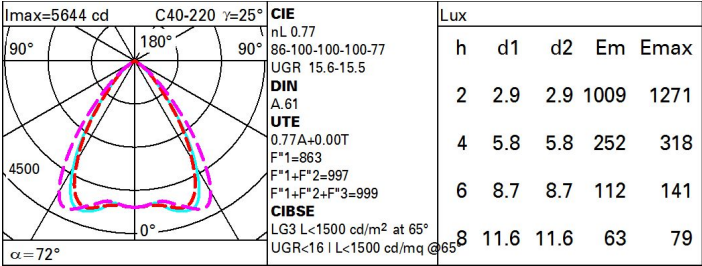 Imax=5644 cd C40-220 γ=25°
90° 180° 90°
4500
0°
α=72°
CIE
nL 0.77
86-100-100-100-77
UGR 15.6-15.5
DIN
A.61
UTE
0.77A+0.00T
F"1=863
F"1+F"2=997
F"1+F"2+F"3=999
CIBSE
LG3 L<1500 cd/m² at 65°
UGR<16 | L<1500 cd/mq @65°
Lux
h d1 d2 Em Emax
2 2.9 2.9 1009 1271
4 5.8 5.8 252 318
6 8.7 8.7 112 141
8 11.6 11.6 63 79